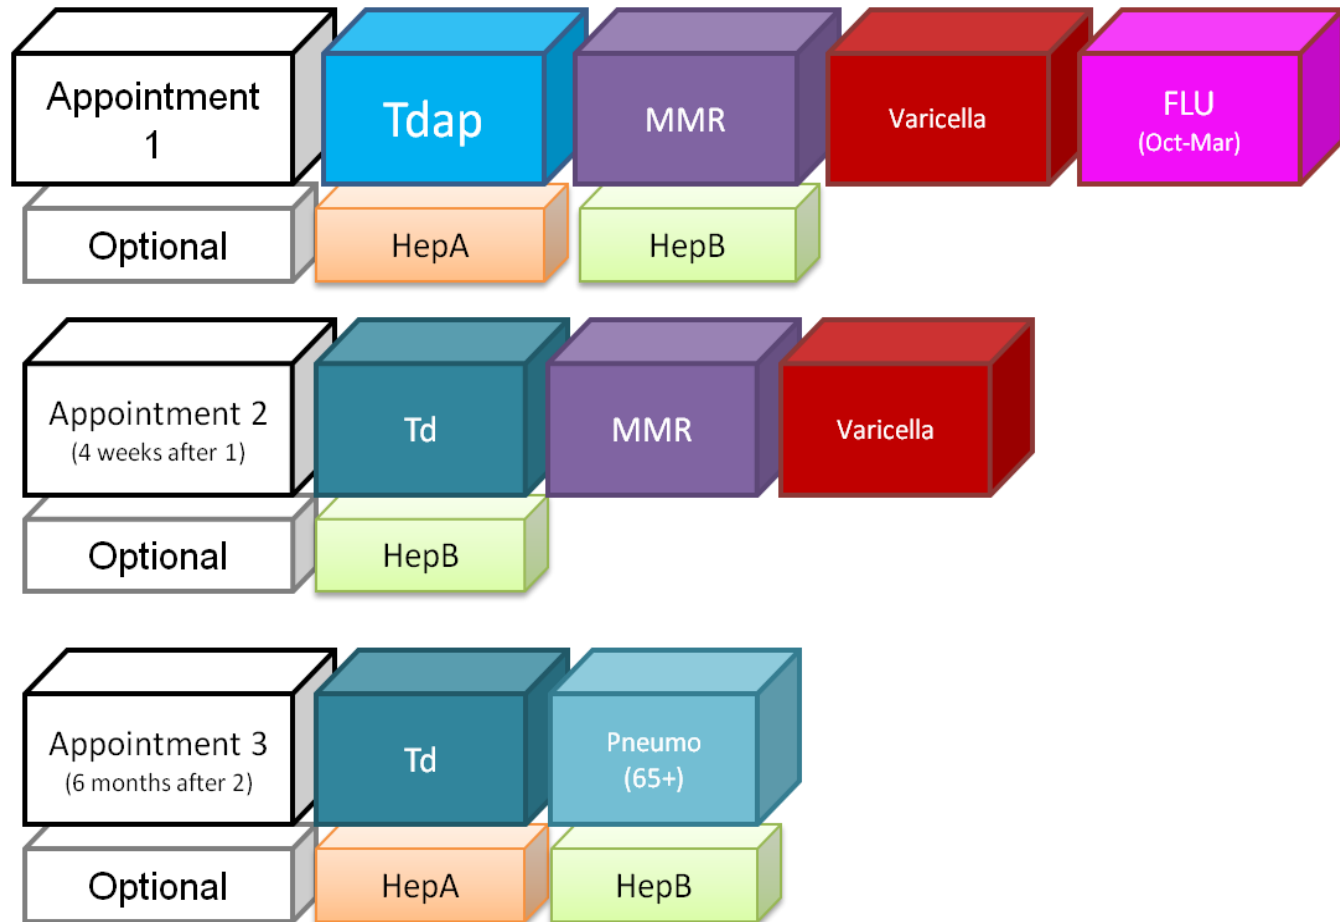 Appointment
1
Tdap
MMR
Varicella
FLU
(Oct-Mar)
Optional
HepA
HepB
Appointment 2
(4 weeks after 1)
Td
MMR
Varicella
Optional
HepB
Appointment 3
(6 months after 2)
Td
Pneumo
(65+)
Optional
HepA
HepB